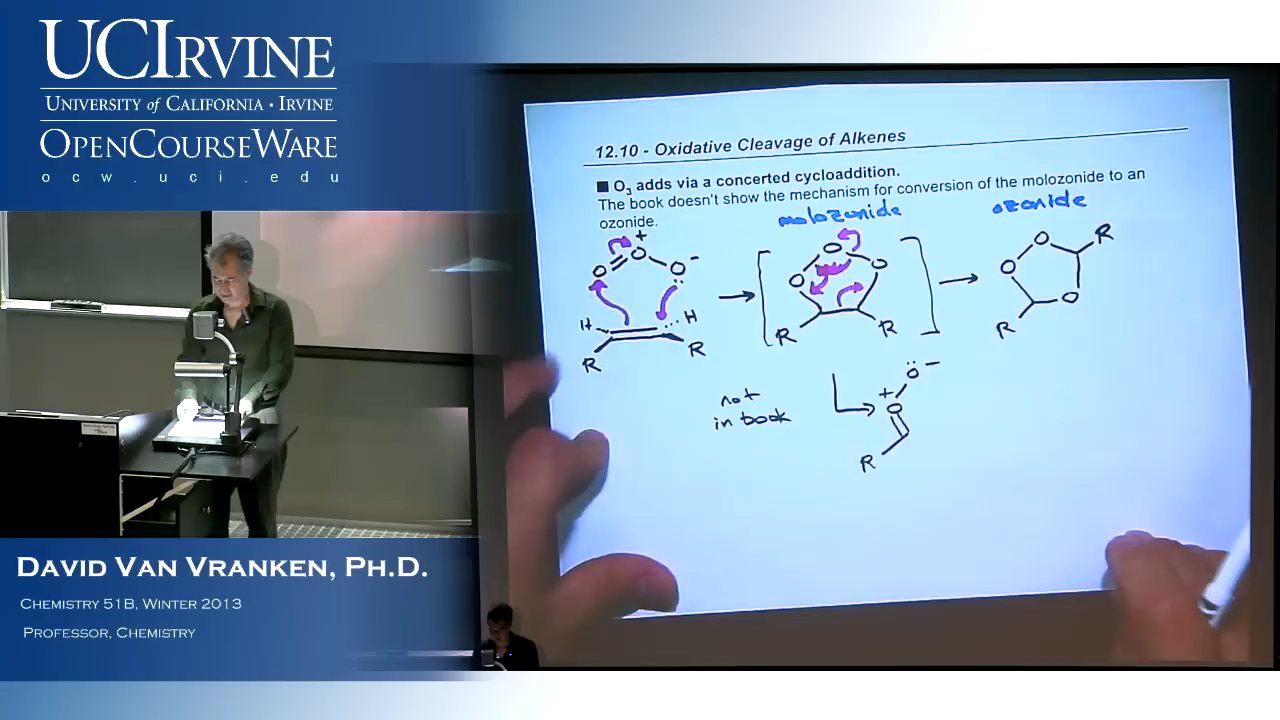 UCIRVINE
UNIVERSITY of CALIFORNIA · IRVINE
OPENCOURSEWARE
ocw.uci.edu
DAVID VAN VRANKEN, PH.D.
CHEMISTRY 51B, WINTER 2013
PROFESSOR, CHEMISTRY
12.10 - Oxidative Cleavage of Alkenes
■ O₃ adds via a concerted cycloaddition.
The book doesn't show the mechanism for conversion of the molozonide to an
ozonide.
molozonide
ozonide
O O + O -
H H
R R
O O O
R R
O O O
R R
not
in book
O -
+ O
R